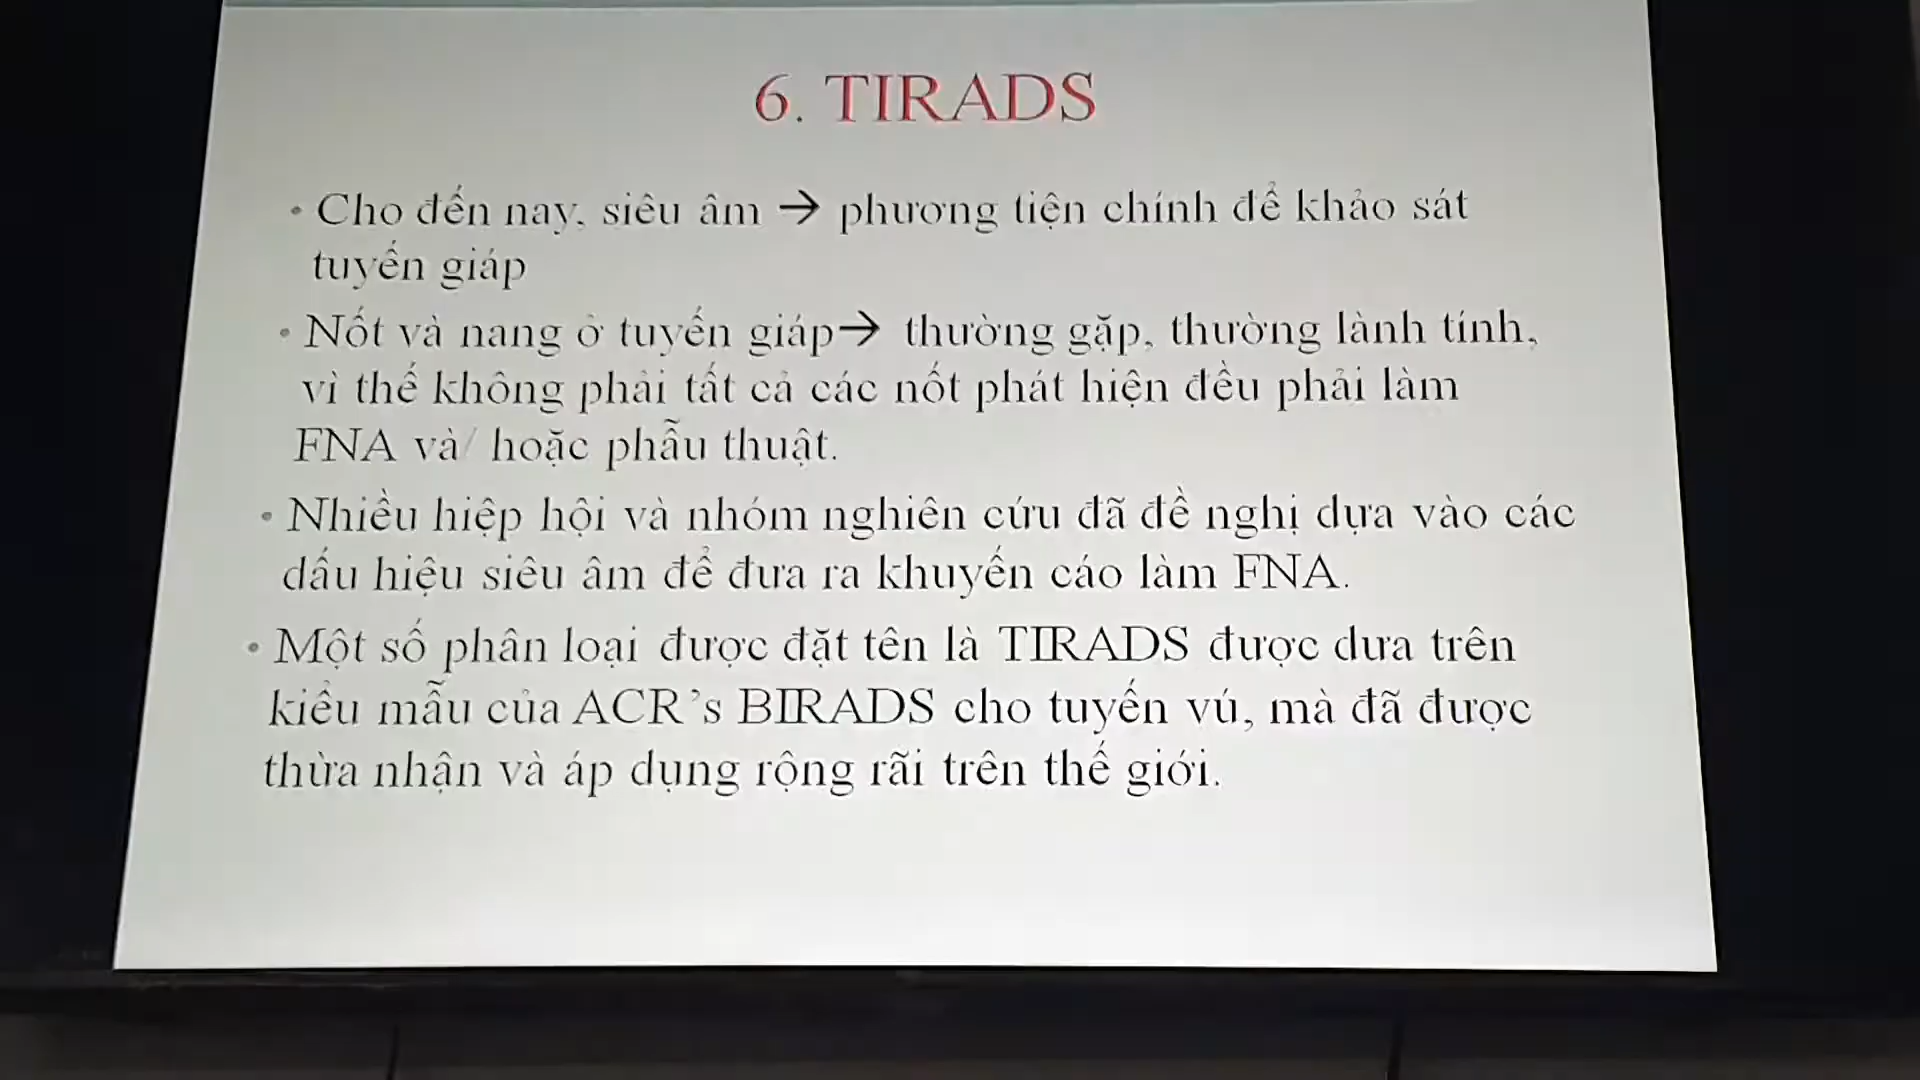 6. TIRADS
• Cho đến nay, siêu âm → phương tiện chính để khảo sát
tuyến giáp
• Nốt và nang ở tuyến giáp→ thường gặp, thường lành tính,
vì thế không phải tất cả các nốt phát hiện đều phải làm
FNA và/ hoặc phẫu thuật.
• Nhiều hiệp hội và nhóm nghiên cứu đã đề nghị dựa vào các
dấu hiệu siêu âm để đưa ra khuyến cáo làm FNA.
• Một số phân loại được đặt tên là TIRADS được dưa trên
kiểu mẫu của ACR's BIRADS cho tuyến vú, mà đã được
thừa nhận và áp dụng rộng rãi trên thế giới.